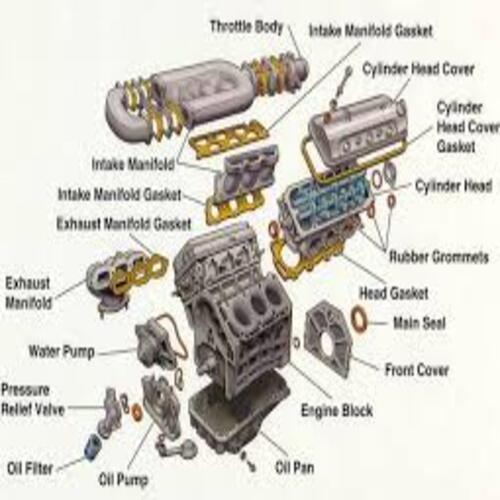 Throttle Body
Intake Manifold Gasket
Cylinder Head Cover
Cylinder
Head Cover
Gasket
Intake Manifold
Cylinder Head
Intake Manifold Gasket
Exhaust Manifold Gasket
Rubber Grommets
Exhaust
Manifold
Head Gasket
Main Seal
Water Pump
Front Cover
Pressure
Relief Valve
Engine Block
Oil Filter
Oil Pump
Oil Pan